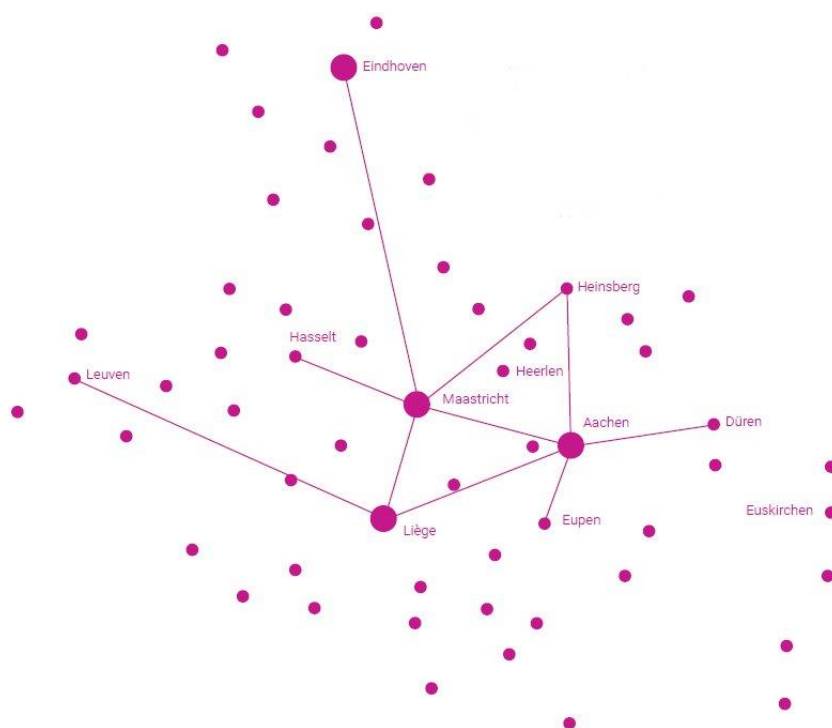 Eindhoven
Heinsberg
Hasselt
Heerlen
Leuven
Maastricht
Aachen
Düren
Euskirchen
Eupen
Liège